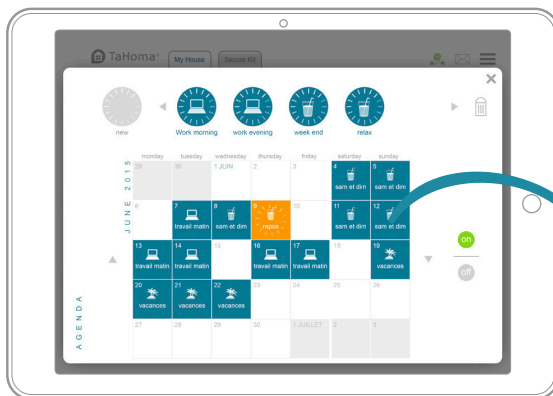 TaHoma®
My House
Secure Kit
new
Work morning
work evening
week end
relax
monday tuesday wednesday thursday friday saturday sunday
JUNE 2015
29 30 1 JUIN 2 3 4 5
sam et dim sam et dim
6 7 8 9 10 11 12
travail matin sam et dim repos sam et dim sam et dim
13 14 15 16 17 18 19
travail matin travail matin travail matin travail matin vacances
20 21 22 23 24 25 26
vacances vacances vacances
27 28 29 30 1 JUILLET 2 3
AGENDA
on
off